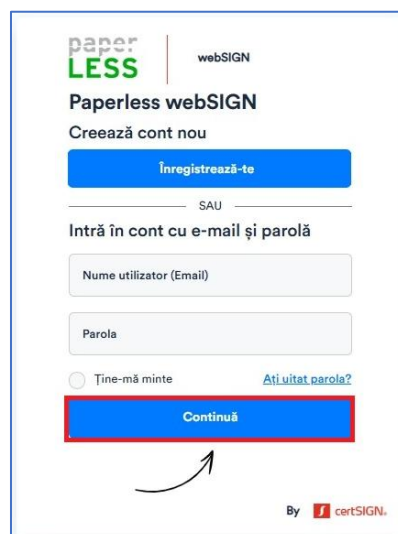 paper
LESS
webSIGN
Paperless webSIGN
Creează cont nou
Înregistrează-te
SAU
Intră în cont cu e-mail și parolă
Nume utilizator (Email)
Parola
Ține-mă minte
Ați uitat parola?
Continuă
By certSIGN.